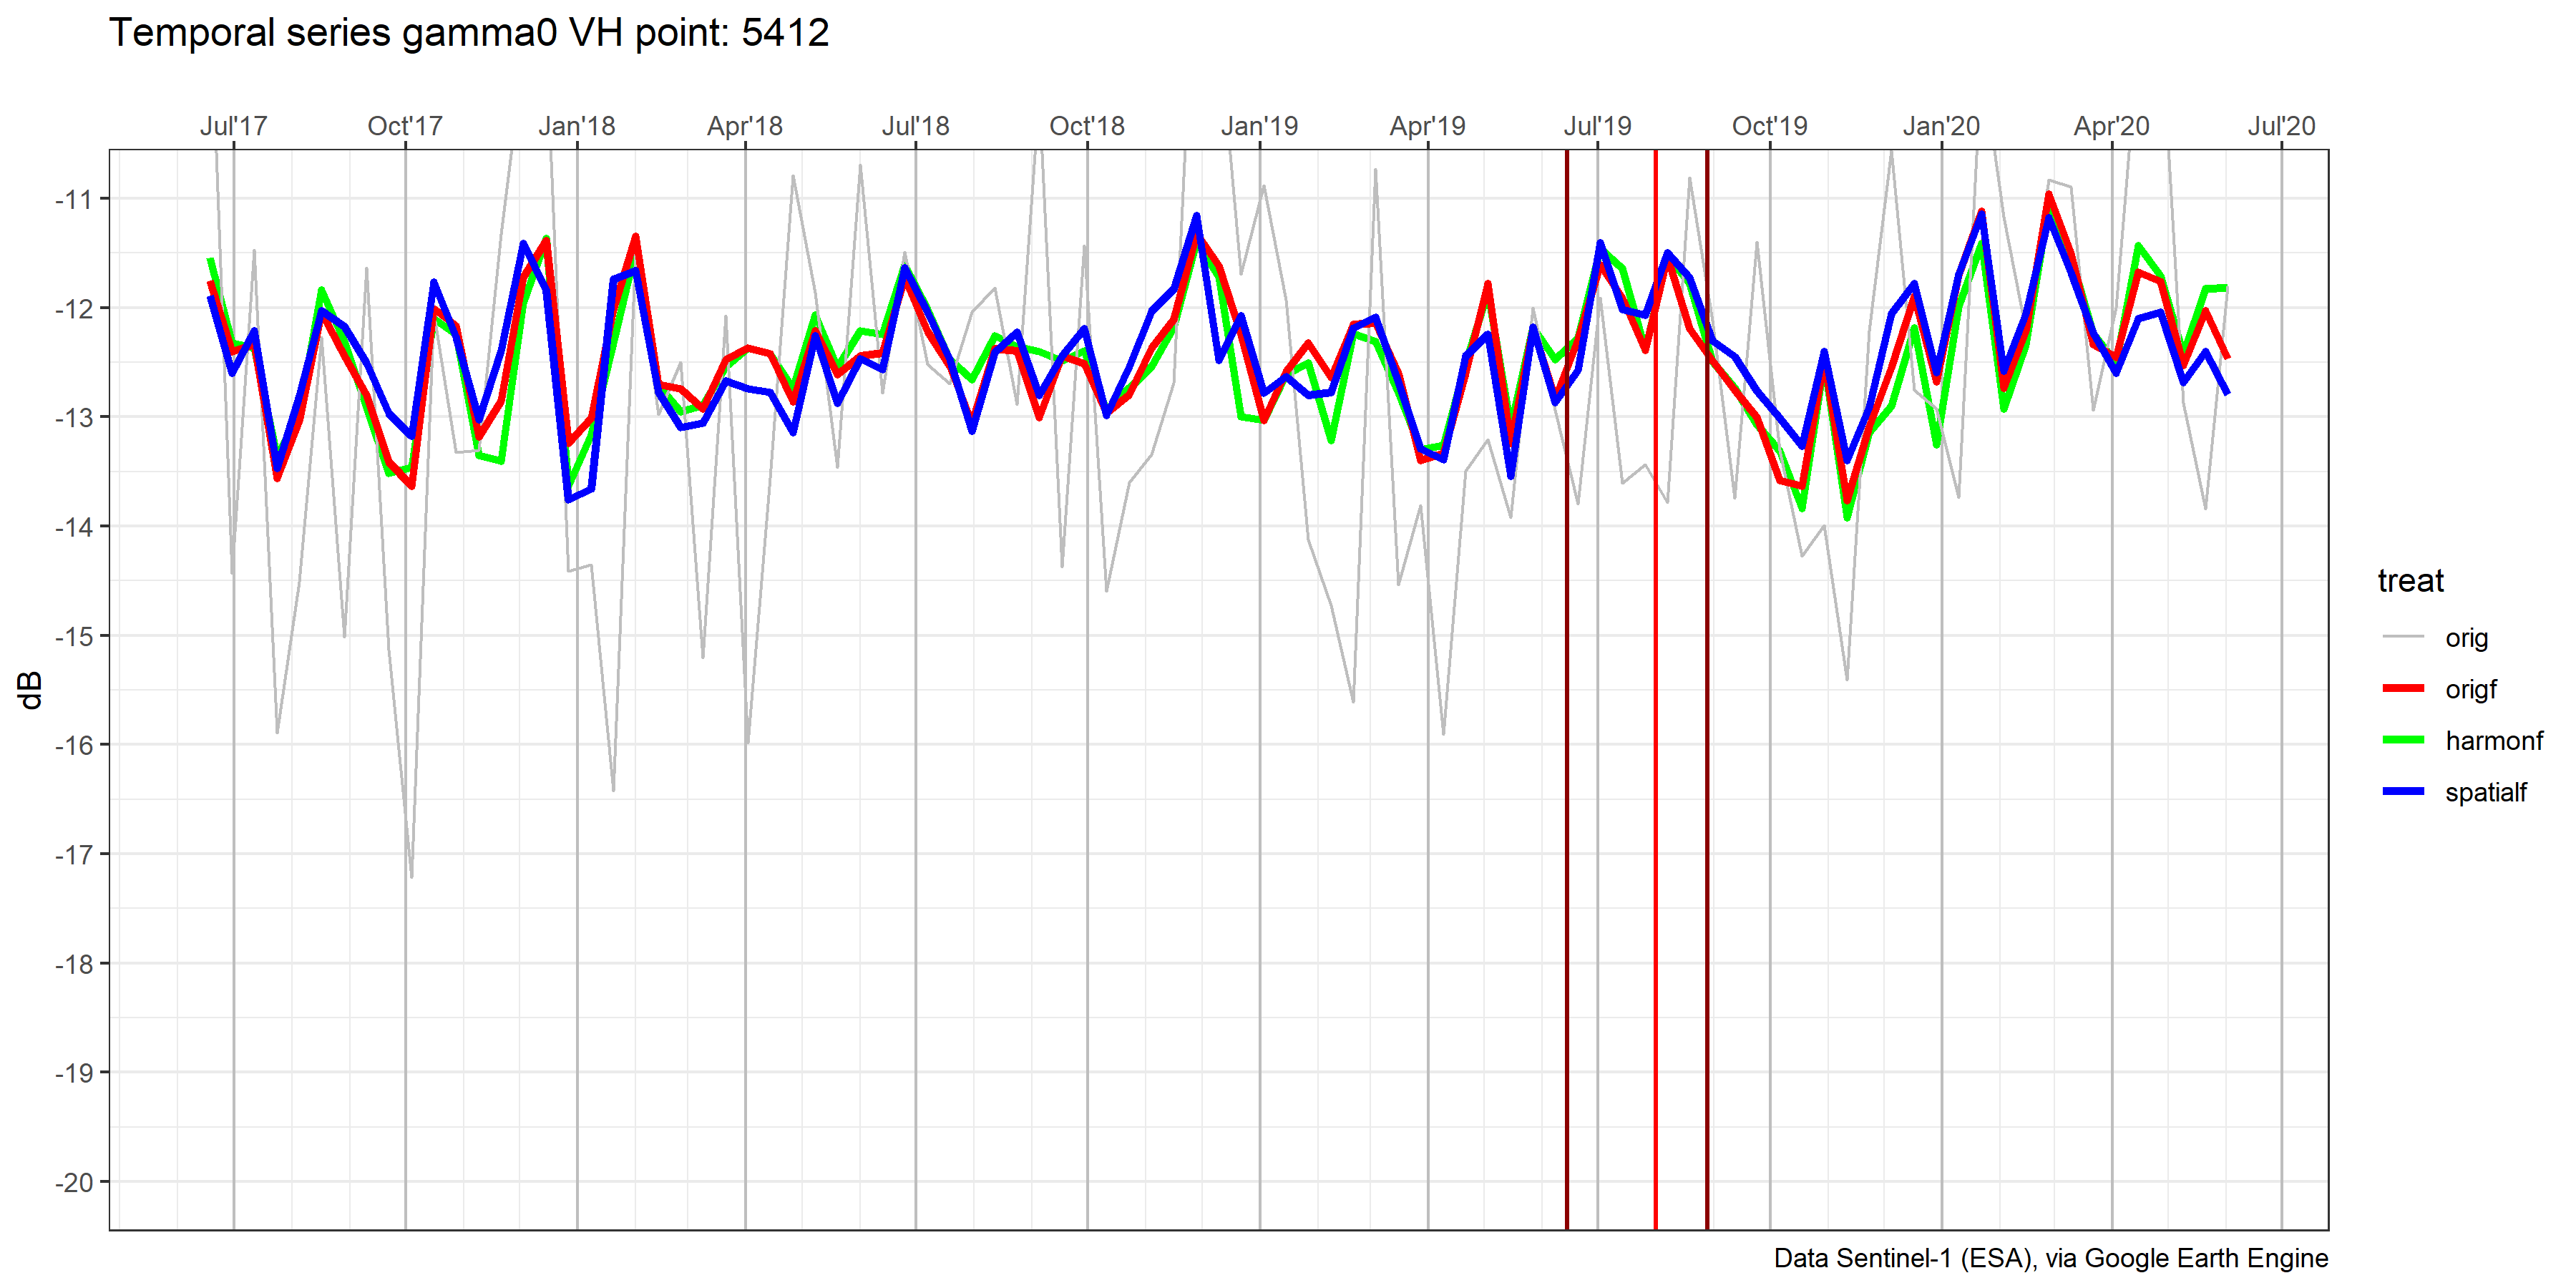 Temporal series gamma0 VH point: 5412
Jul'17 Oct'17 Jan'18 Apr'18 Jul'18 Oct'18 Jan'19 Apr'19 Jul'19 Oct'19 Jan'20 Apr'20 Jul'20
-11
-12
-13
-14
-15
-16
-17
-18
-19
-20
dB
treat
orig
origf
harmonf
spatialf
Data Sentinel-1 (ESA), via Google Earth Engine